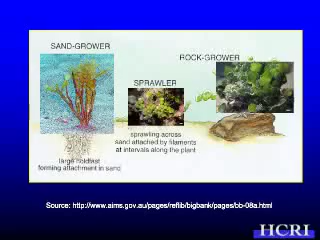 SAND-GROWER
ROCK-GROWER
SPRAWLER
sprawling across
sand attached by filaments
at intervals along the plant
large holdfast
forming attachment in sand
Source: http://www.aims.gov.au/pages/reflib/bigbank/pages/bb-08a.html
HCRI